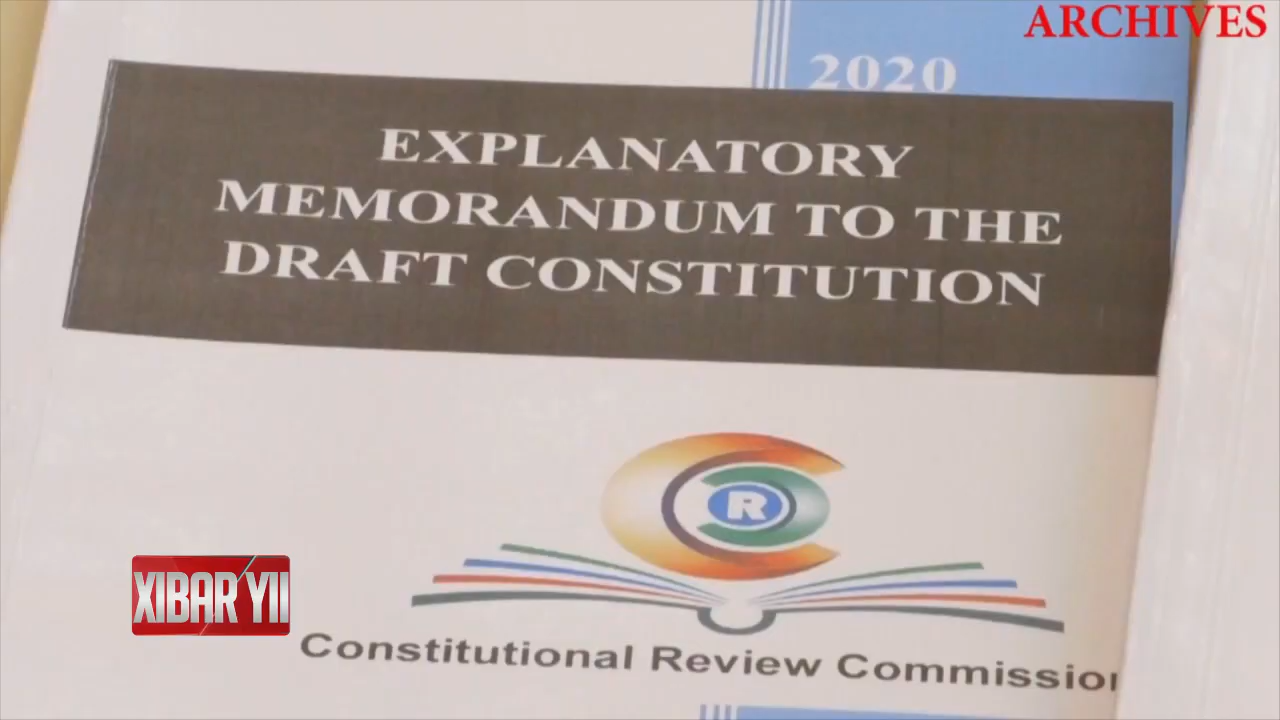 ARCHIVES
2020
EXPLANATORY
MEMORANDUM TO THE
DRAFT CONSTITUTION
R
XIBAR YII
Constitutional Review Commission